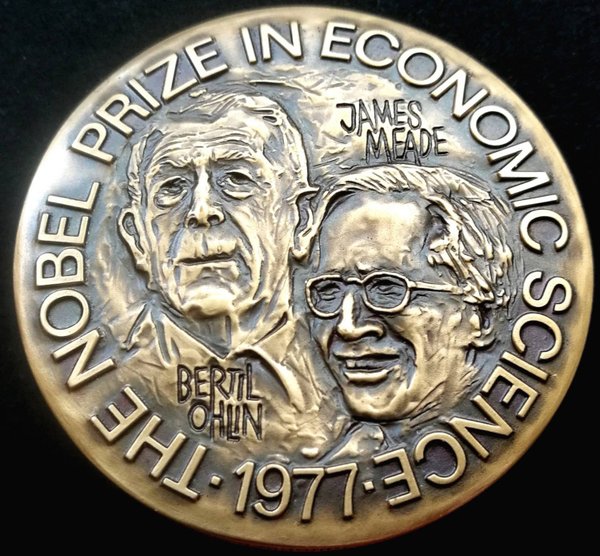 THE NOBEL PRIZE IN ECONOMIC SCIENCE
· 1977 ·
JAMES
MEADE
BERTIL
OHLIN